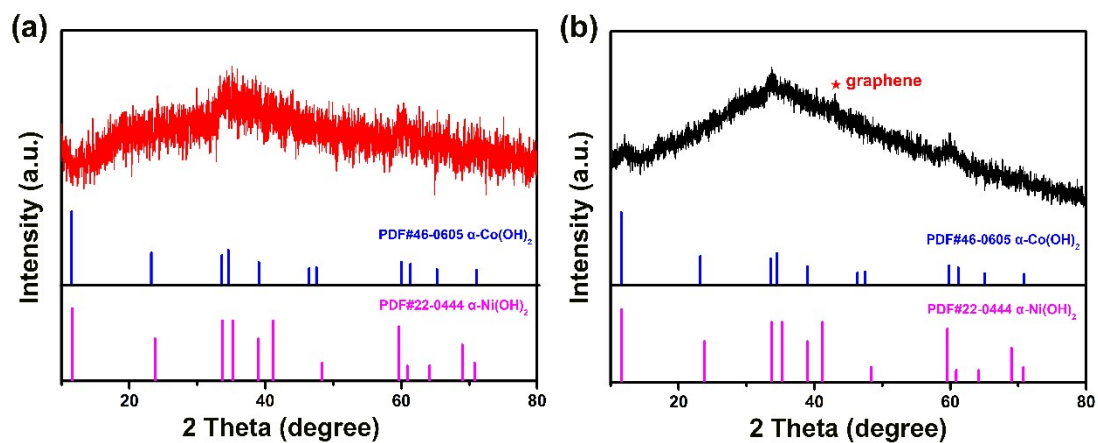 (a)
Intensity (a.u.)
PDF#46-0605 α-Co(OH)₂
PDF#22-0444 α-Ni(OH)₂
20
40
60
80
2 Theta (degree)
(b)
Intensity (a.u.)
★ graphene
PDF#46-0605 α-Co(OH)₂
PDF#22-0444 α-Ni(OH)₂
20
40
60
80
2 Theta (degree)